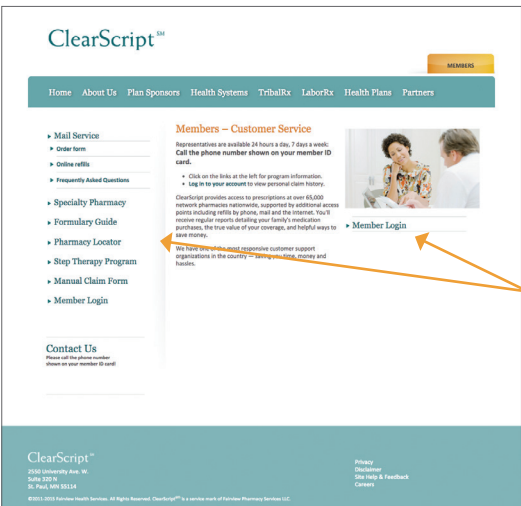 ClearScript℠
MEMBERS
Home About Us Plan Sponsors Health Systems TribalRx LaborRx Health Plans Partners
Mail Service
Order form
Online refills
Frequently Asked Questions
Specialty Pharmacy
Formulary Guide
Pharmacy Locator
Step Therapy Program
Manual Claim Form
Member Login
Contact Us
Please call the phone number
shown on your member ID card!
Members – Customer Service
Representatives are available 24 hours a day, 7 days a week:
Call the phone number shown on your member ID
card.
• Click on the links at the left for program information.
• Log in to your account to view personal claim history.
ClearScript provides access to prescriptions at over 65,000
network pharmacies nationwide, supported by additional access
points including refills by phone, mail and the internet. You'll
receive regular reports detailing your family's medication
purchases, the true value of your coverage, and helpful ways to
save money.
We have one of the most responsive customer support
organizations in the country — saving you time, money and
hassles.
Member Login
ClearScript℠
2550 University Ave. W.
Suite 320 N
St. Paul, MN 55114
©2011-2015 Fairview Health Services. All Rights Reserved. ClearScript℠ is a service mark of Fairview Pharmacy Services LLC.
Privacy
Disclaimer
Site Help & Feedback
Careers